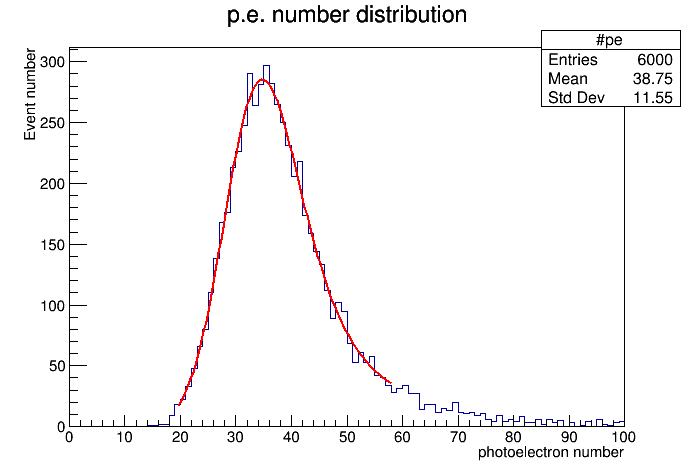 p.e. number distribution
#pe
Entries 6000
Mean 38.75
Std Dev 11.55
Event number
300
250
200
150
100
50
0
0 10 20 30 40 50 60 70 80 90 100
photoelectron number